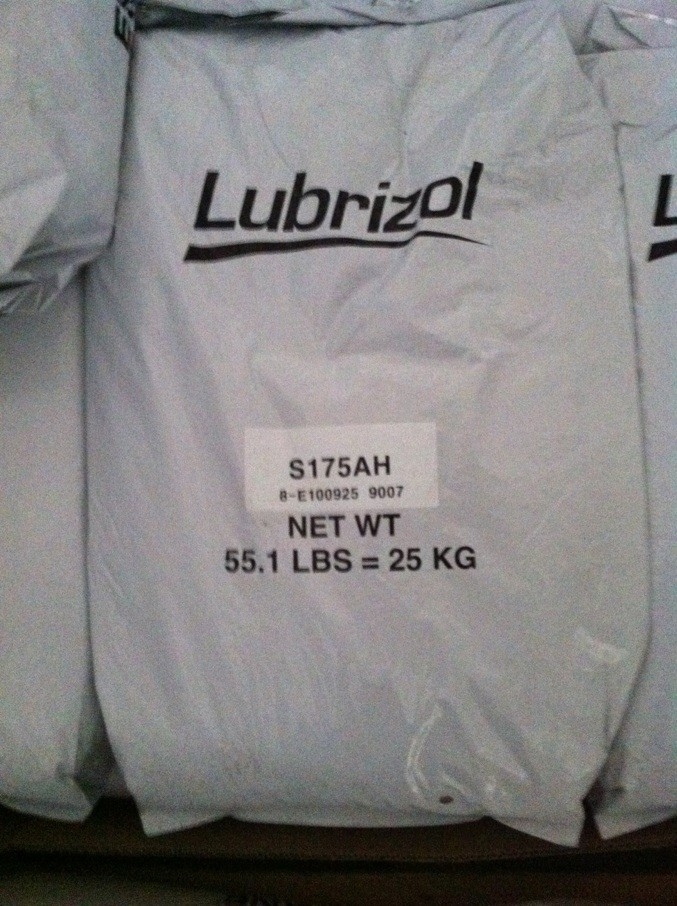 Lubrizol
S175AH
8-E100925 9007
NET WT
55.1 LBS = 25 KG